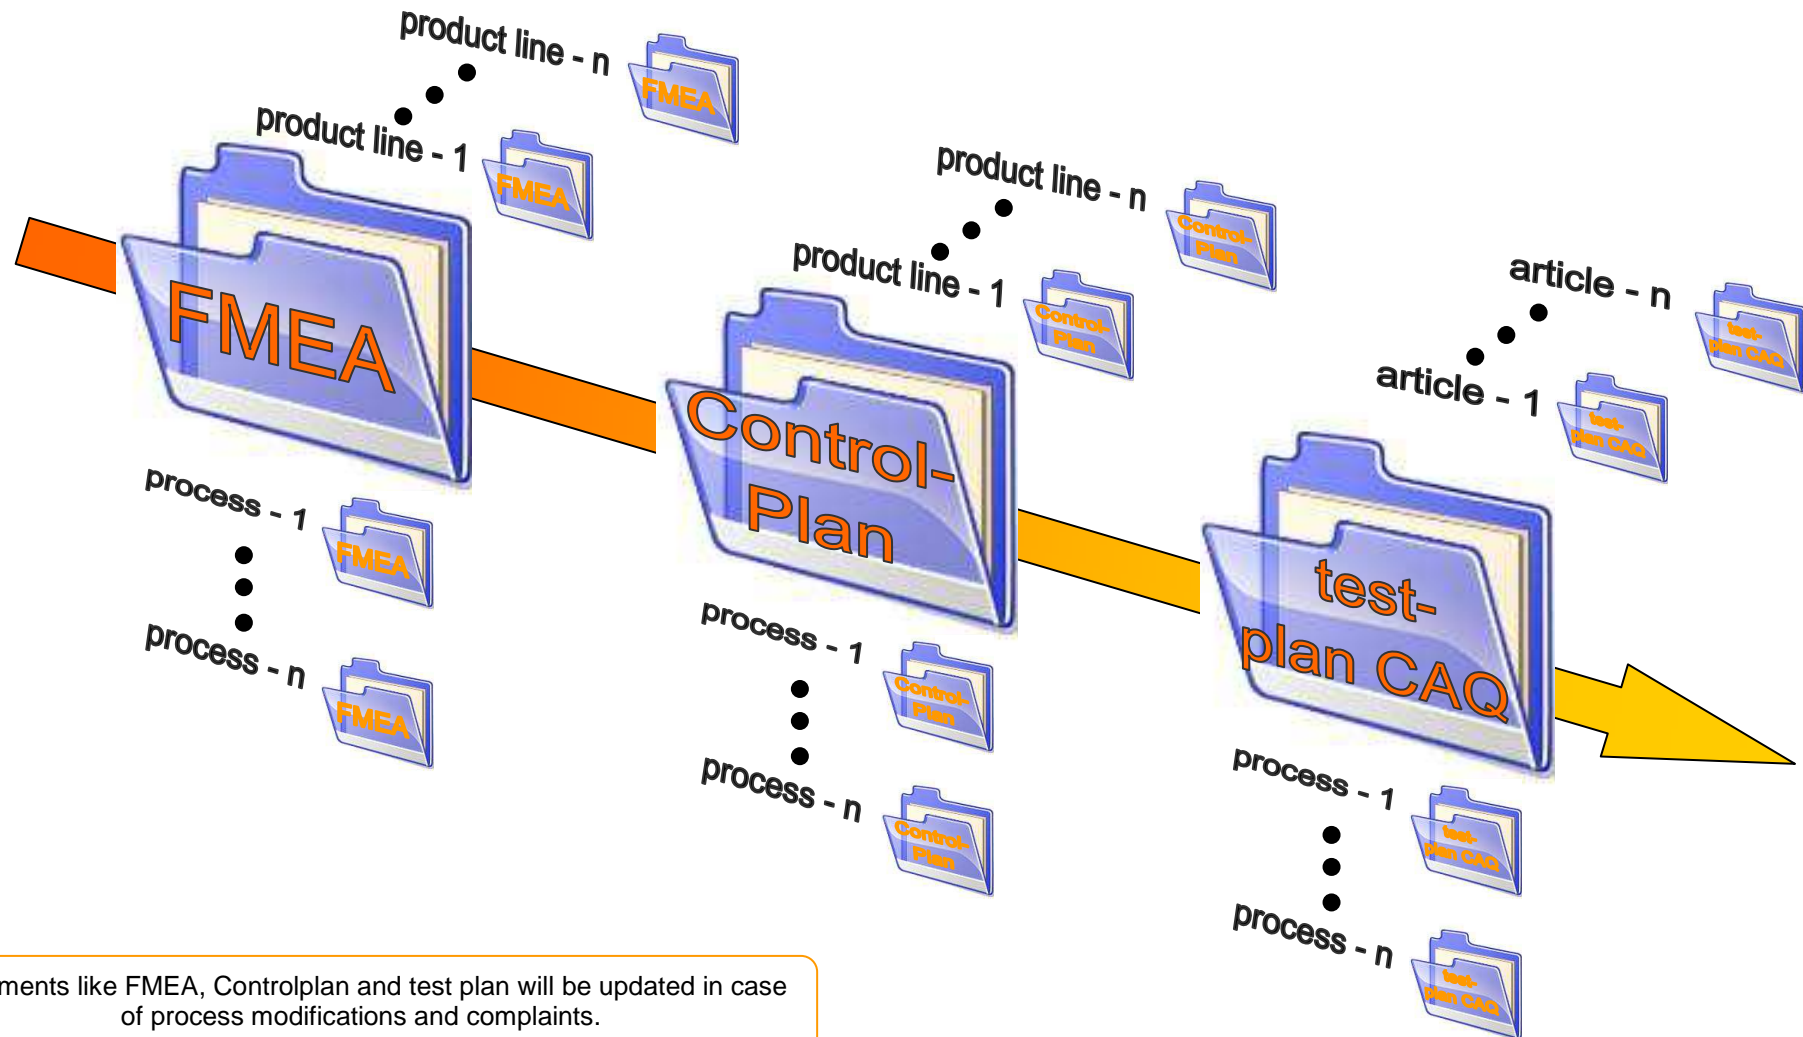 product line - n
FMEA
product line - 1
FMEA
FMEA
process - 1
FMEA
process - n
FMEA
product line - n
Control-
Plan
product line - 1
Control-
Plan
Control-
Plan
process - 1
Control-
Plan
process - n
Control-
Plan
article - n
test-
plan CAQ
article - 1
test-
plan CAQ
test-
plan CAQ
process - 1
test-
plan CAQ
process - n
test-
plan CAQ
like FMEA, Controlplan and test plan will be updated in case
of process modifications and complaints.